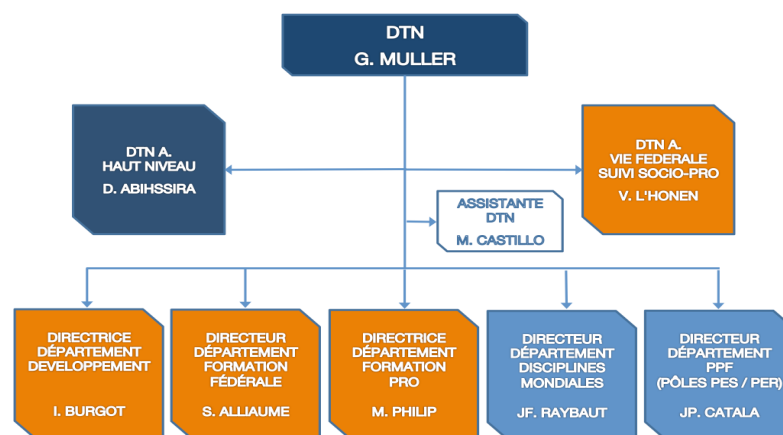 DTN
G. MULLER
DTN A.
HAUT NIVEAU
D. ABIHSSIRA
DTN A.
VIE FEDERALE
SUIVI SOCIO-PRO
V. L'HONEN
ASSISTANTE
DTN
M. CASTILLO
DIRECTRICE
DÉPARTEMENT
DEVELOPPEMENT
I. BURGOT
DIRECTEUR
DÉPARTEMENT
FORMATION
FÉDÉRALE
S. ALLIAUME
DIRECTRICE
DÉPARTEMENT
FORMATION
PRO
M. PHILIP
DIRECTEUR
DÉPARTEMENT
DISCIPLINES
MONDIALES
JF. RAYBAUT
DIRECTEUR
DÉPARTEMENT
PPF
(PÔLES PES / PER)
JP. CATALA